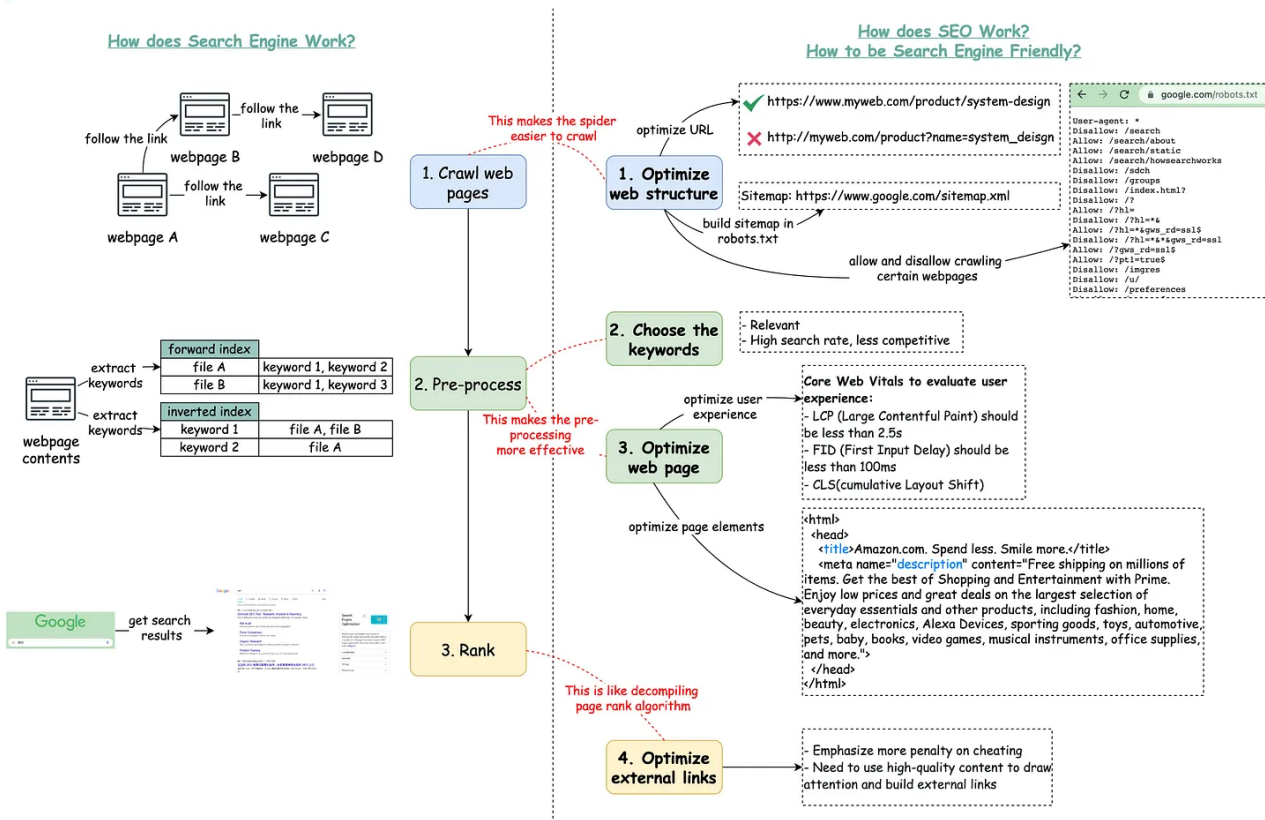 How does Search Engine Work?
follow the link
webpage B
follow the
link
webpage D
webpage A
follow the
link
webpage C
1. Crawl web
pages
extract
keywords
extract
keywords
webpage
contents
forward index
file A
keyword 1, keyword 2
file B
keyword 1, keyword 3
inverted index
keyword 1
file A, file B
keyword 2
file A
2. Pre-process
Google
get search
results
Google
3. Rank
This makes the spider
easier to crawl
This makes the pre-
processing
more effective
This is like decompiling
page rank algorithm
How does SEO Work?
How to be Search Engine Friendly?
1. Optimize
web structure
optimize URL
https://www.myweb.com/product/system-design
http://myweb.com/product?name=system_deisgn
Sitemap: https://www.google.com/sitemap.xml
build sitemap in
robots.txt
allow and disallow crawling
certain webpages
google.com/robots.txt
User-agent: *
Disallow: /search
Allow: /search/about
Allow: /search/static
Allow: /search/howsearchworks
Disallow: /sdch
Disallow: /groups
Disallow: /index.html?
Disallow: /?
Allow: /?hl=
Disallow: /?hl=*&
Allow: /?hl=*&gws_rd=ssl$
Disallow: /?hl=*&*&gws_rd=ssl
Allow: /?gws_rd=ssl$
Allow: /?pt1=true$
Disallow: /imgres
Disallow: /u/
Disallow: /preferences
2. Choose the
keywords
- Relevant
- High search rate, less competitive
3. Optimize
web page
optimize user
experience
Core Web Vitals to evaluate user
experience:
- LCP (Large Contentful Paint) should
be less than 2.5s
- FID (First Input Delay) should be
less than 100ms
- CLS(cumulative Layout Shift)
optimize page elements
<html>
<head>
<title>Amazon.com. Spend less. Smile more.</title>
<meta name="description" content="Free shipping on millions of
items. Get the best of Shopping and Entertainment with Prime.
Enjoy low prices and great deals on the largest selection of
everyday essentials and other products, including fashion, home,
beauty, electronics, Alexa Devices, sporting goods, toys, automotive,
pets, baby, books, video games, musical instruments, office supplies,
and more.">
</head>
</html>
4. Optimize
external links
- Emphasize more penalty on cheating
- Need to use high-quality content to draw
attention and build external links